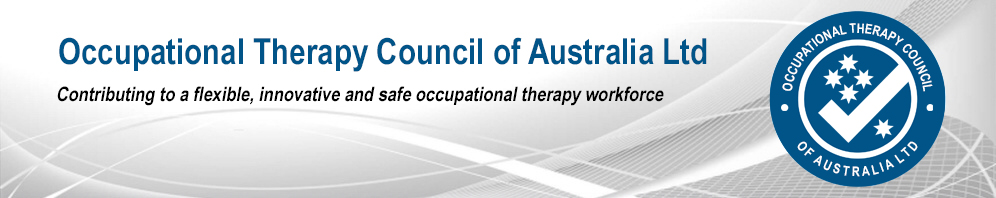 Occupational Therapy Council of Australia Ltd
Contributing to a flexible, innovative and safe occupational therapy workforce
OCCUPATIONAL THERAPY COUNCIL
OF AUSTRALIA LTD